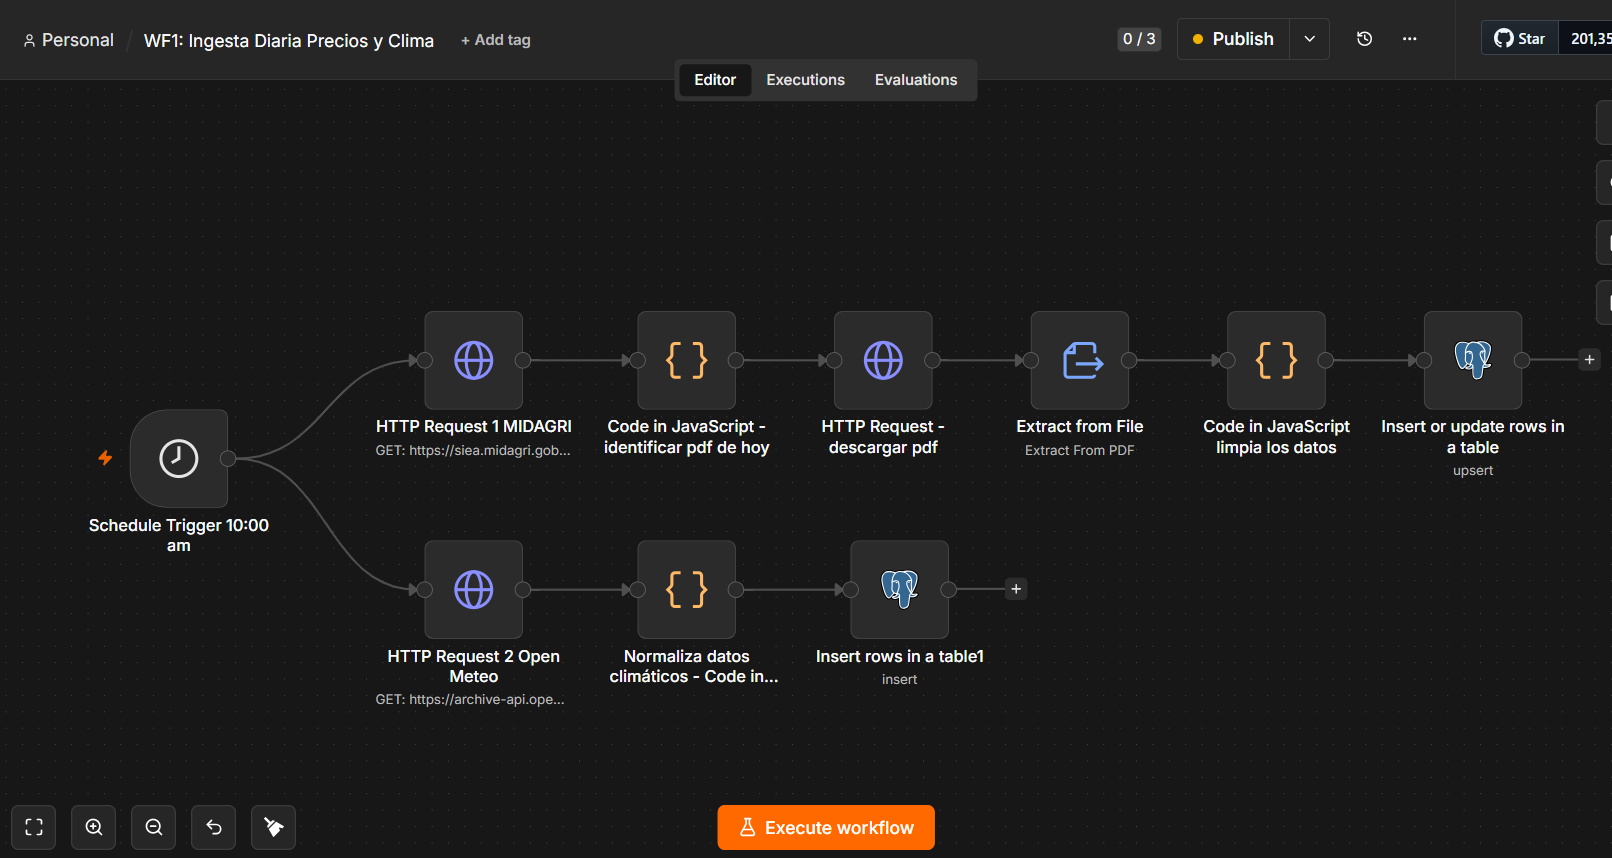 Personal / WF1: Ingesta Diaria Precios y Clima + Add tag
0 / 3
Publish
Star
201,35
Editor Executions Evaluations
HTTP Request 1 MIDAGRI
GET: https://siea.midagri.gob...
Code in JavaScript -
identificar pdf de hoy
HTTP Request -
descargar pdf
Extract from File
Extract From PDF
Code in JavaScript
limpia los datos
Insert or update rows in
a table
upsert
Schedule Trigger 10:00
am
HTTP Request 2 Open
Meteo
GET: https://archive-api.ope...
Normaliza datos
climáticos - Code in...
Insert rows in a table1
insert
Execute workflow